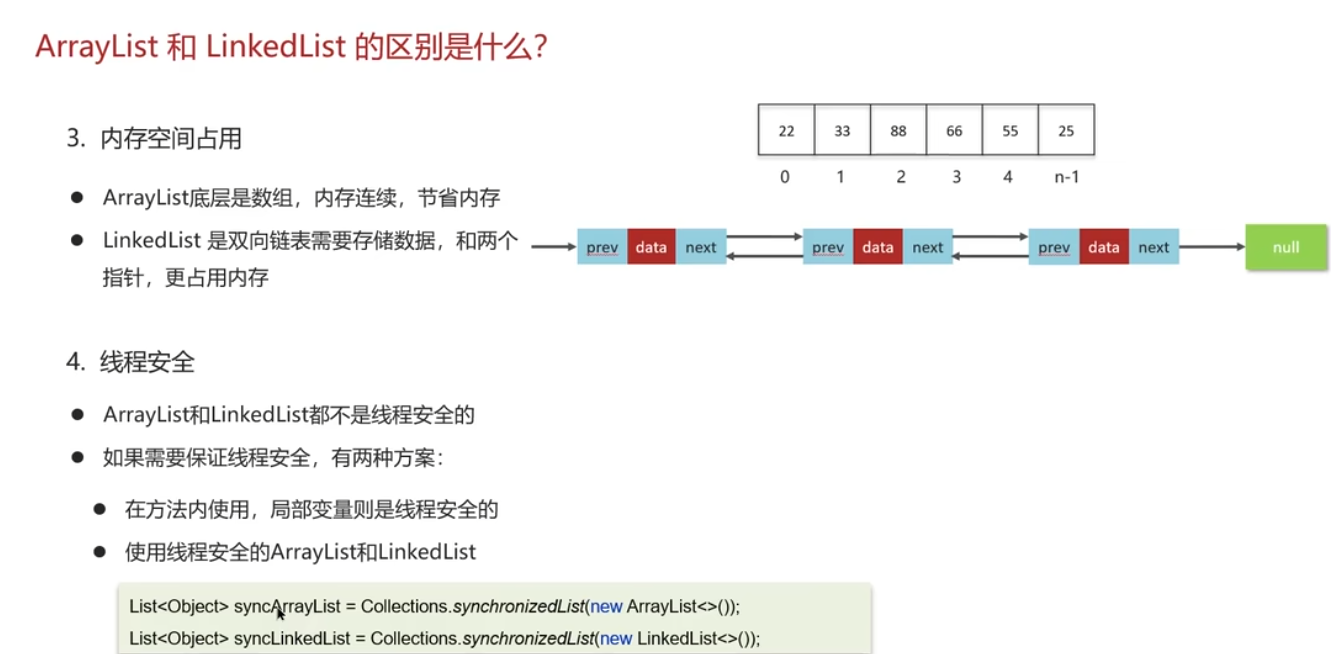 ArrayList 和 LinkedList 的区别是什么?
3. 内存空间占用
● ArrayList底层是数组，内存连续，节省内存
● LinkedList 是双向链表需要存储数据，和两个
指针，更占用内存
22 33 88 66 55 25
0 1 2 3 4 n-1
prev data next prev data next prev data next null
4. 线程安全
● ArrayList和LinkedList都不是线程安全的
● 如果需要保证线程安全，有两种方案：
● 在方法内使用，局部变量则是线程安全的
● 使用线程安全的ArrayList和LinkedList
List<Object> syncArrayList = Collections.synchronizedList(new ArrayList<>());
List<Object> syncLinkedList = Collections.synchronizedList(new LinkedList<>());